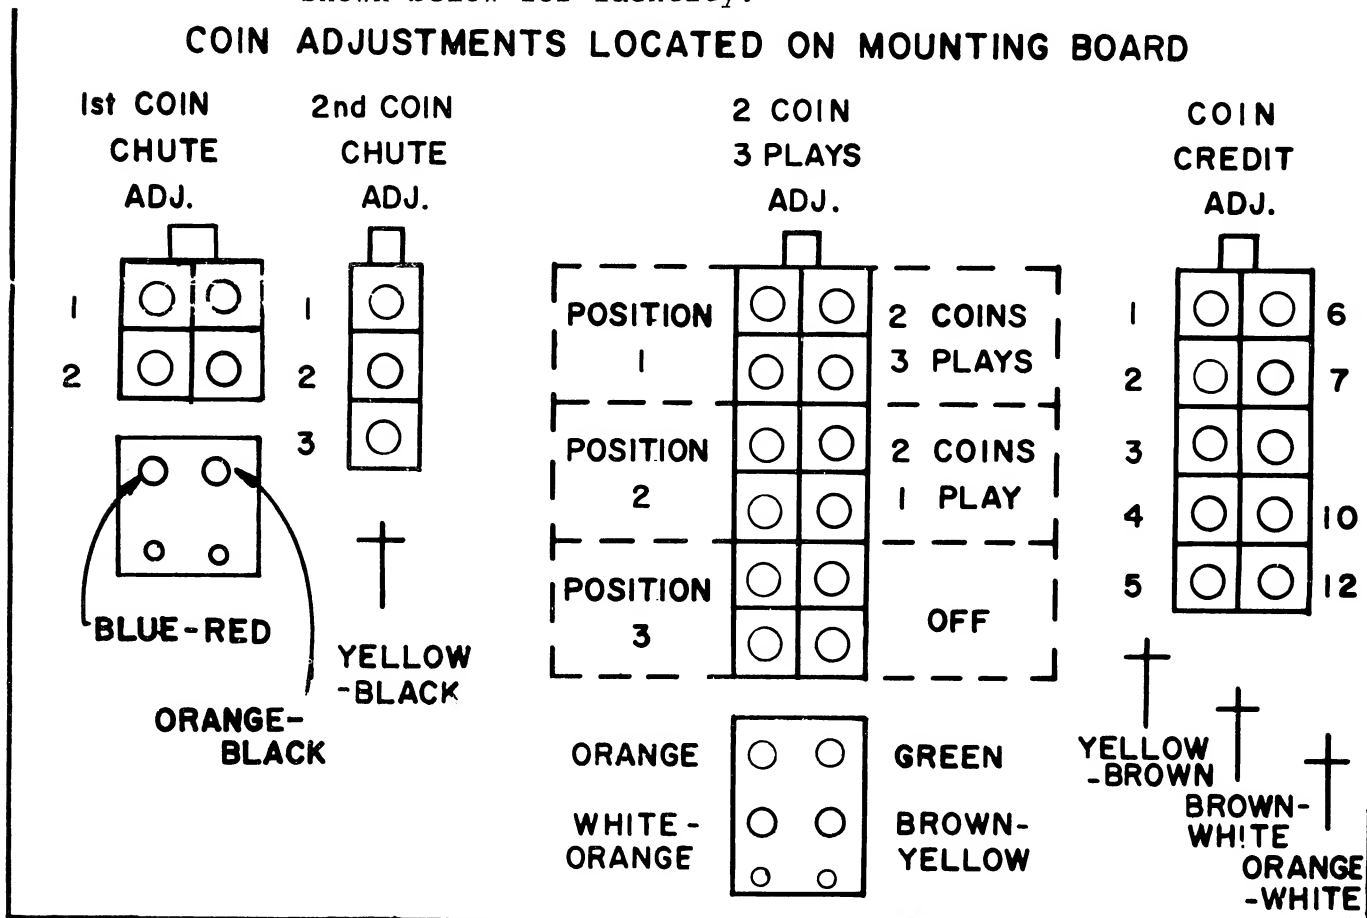 COIN ADJUSTMENTS LOCATED ON MOUNTING BOARD
1st COIN
CHUTE
ADJ.
1
2
BLUE-RED
ORANGE-
BLACK
2nd COIN
CHUTE
ADJ.
1
2
3
YELLOW
-BLACK
2 COIN
3 PLAYS
ADJ.
POSITION
1
2 COINS
3 PLAYS
POSITION
2
2 COINS
1 PLAY
POSITION
3
OFF
ORANGE
GREEN
WHITE-
ORANGE
BROWN-
YELLOW
COIN
CREDIT
ADJ.
1
6
2
7
3
4
10
5
12
YELLOW
-BROWN
BROWN-
WHITE
ORANGE
-WHITE